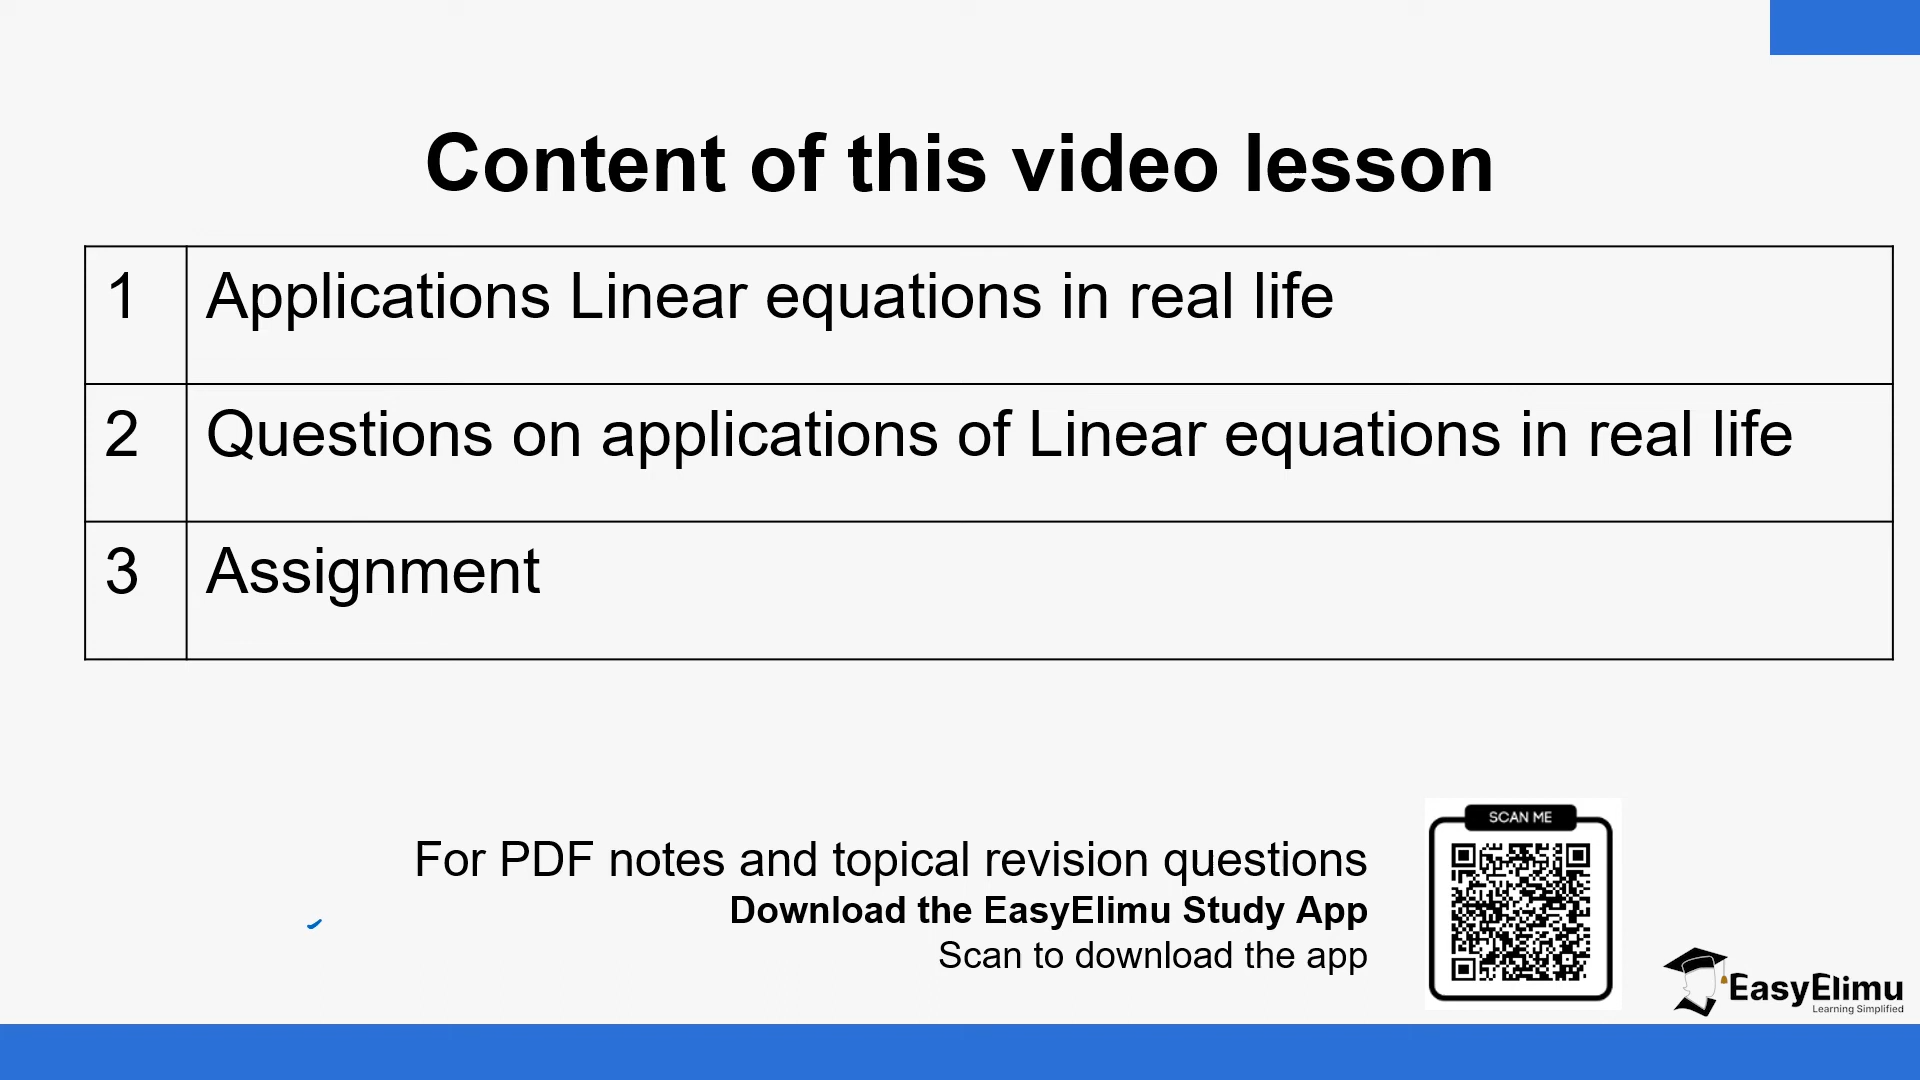 Content of this video lesson
1 Applications Linear equations in real life
2 Questions on applications of Linear equations in real life
3 Assignment
For PDF notes and topical revision questions
Download the EasyElimu Study App
Scan to download the app
SCAN ME
EasyElimu
Learning Simplified